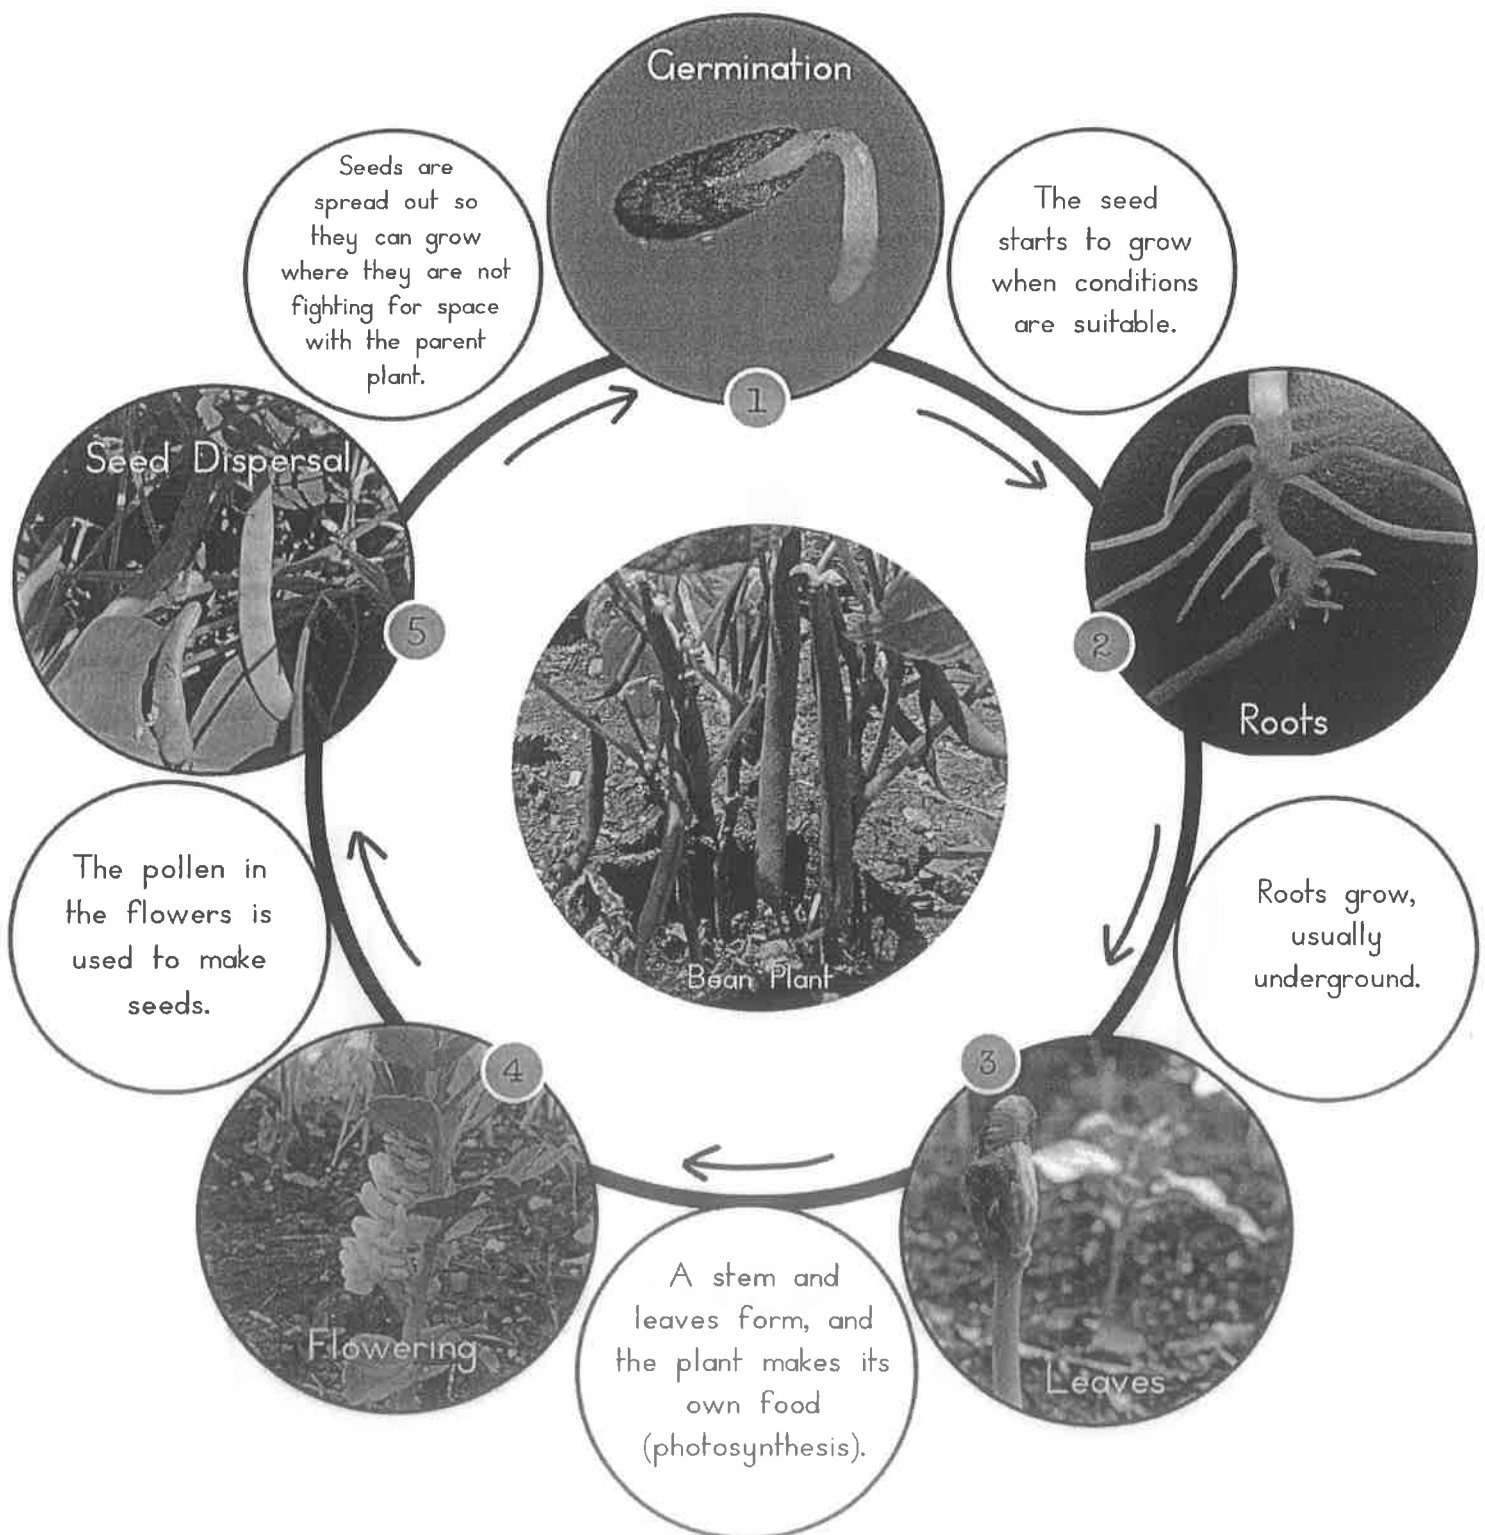 Germination
1
The seed
starts to grow
when conditions
are suitable.
Roots
2
Roots grow,
usually
underground.
Leaves
3
A stem and
leaves form, and
the plant makes its
own food
(photosynthesis).
Flowering
4
The pollen in
the flowers is
used to make
seeds.
Seed Dispersal
5
Seeds are
spread out so
they can grow
where they are not
fighting for space
with the parent
plant.
Bean Plant